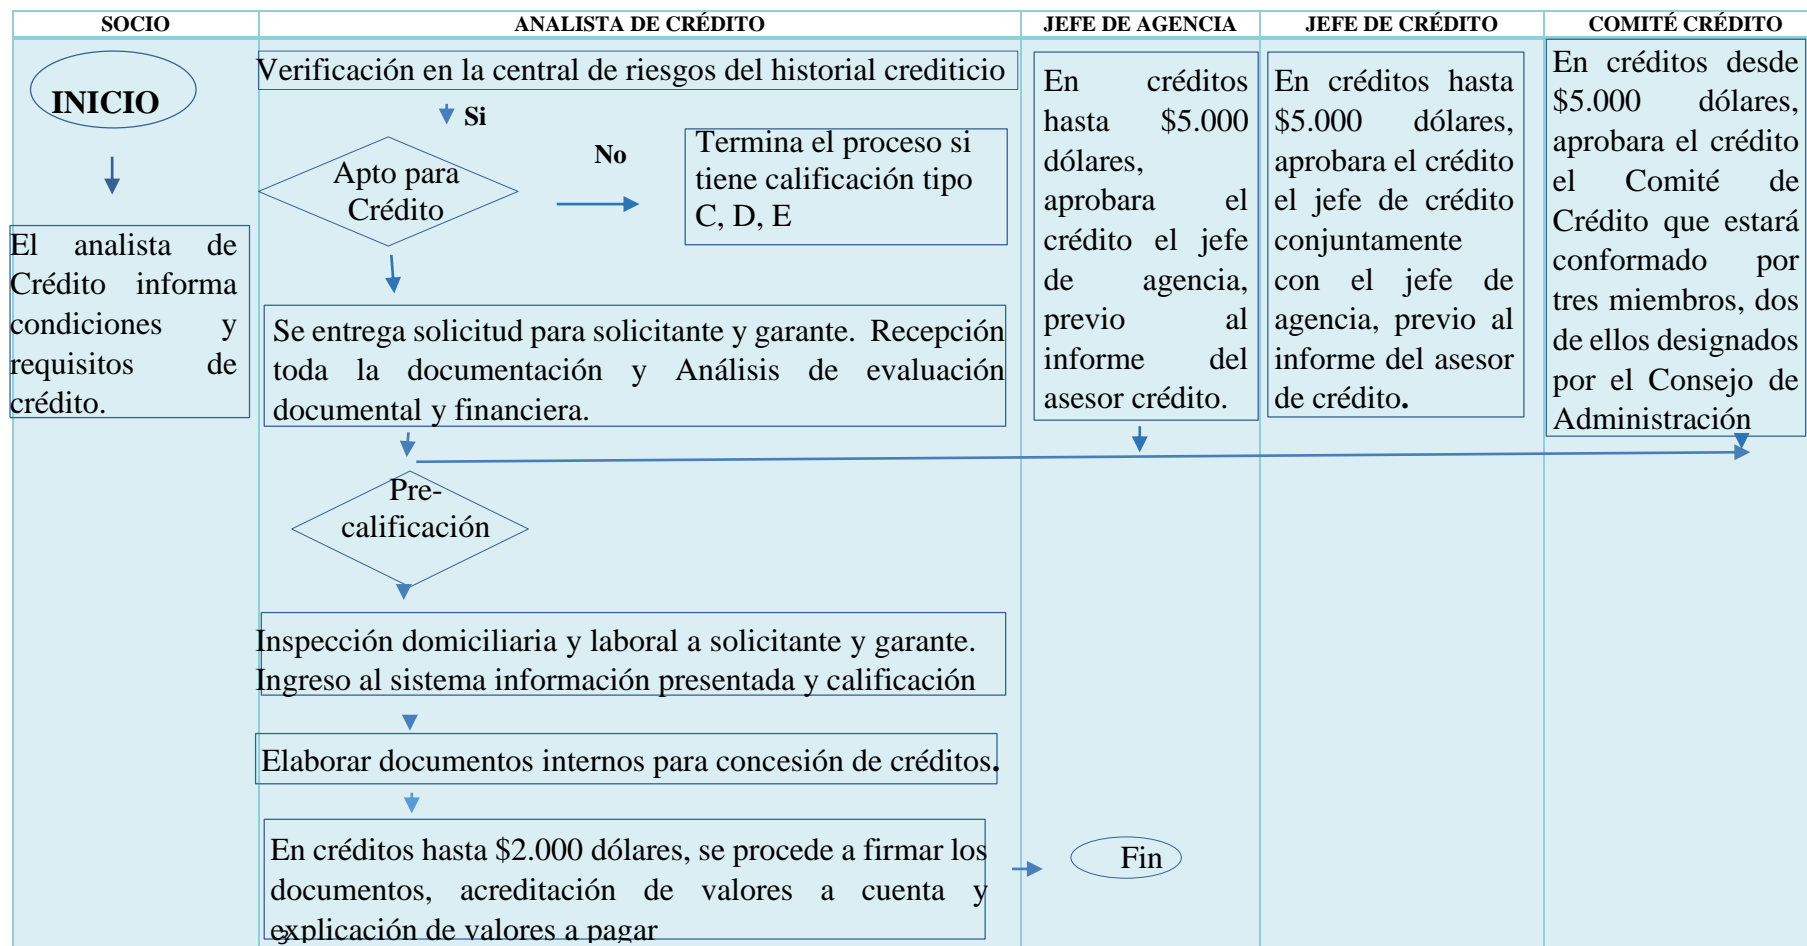 SOCIO
ANALISTA DE CRÉDITO
JEFE DE AGENCIA
JEFE DE CRÉDITO
COMITÉ CRÉDITO
INICIO
El analista de
Crédito informa
condiciones y
requisitos de
crédito.
Verificación en la central de riesgos del historial crediticio
Si
Apto para
Crédito
No
Termina el proceso si
tiene calificación tipo
C, D, E
Se entrega solicitud para solicitante y garante. Recepción
toda la documentación y Análisis de evaluación
documental y financiera.
Pre-
calificación
Inspección domiciliaria y laboral a solicitante y garante.
Ingreso al sistema información presentada y calificación
Elaborar documentos internos para concesión de créditos.
En créditos hasta $2.000 dólares, se procede a firmar los
documentos, acreditación de valores a cuenta y
explicación de valores a pagar
En créditos
hasta $5.000
dólares,
aprobara el
crédito el jefe
de agencia,
previo al
informe del
asesor crédito.
Fin
En créditos hasta
$5.000 dólares,
aprobara el crédito
el jefe de crédito
conjuntamente
con el jefe de
agencia, previo al
informe del asesor
de crédito.
En créditos desde
$5.000 dólares,
aprobara el crédito
el Comité de
Crédito que estará
conformado por
tres miembros, dos
de ellos designados
por el Consejo de
Administración